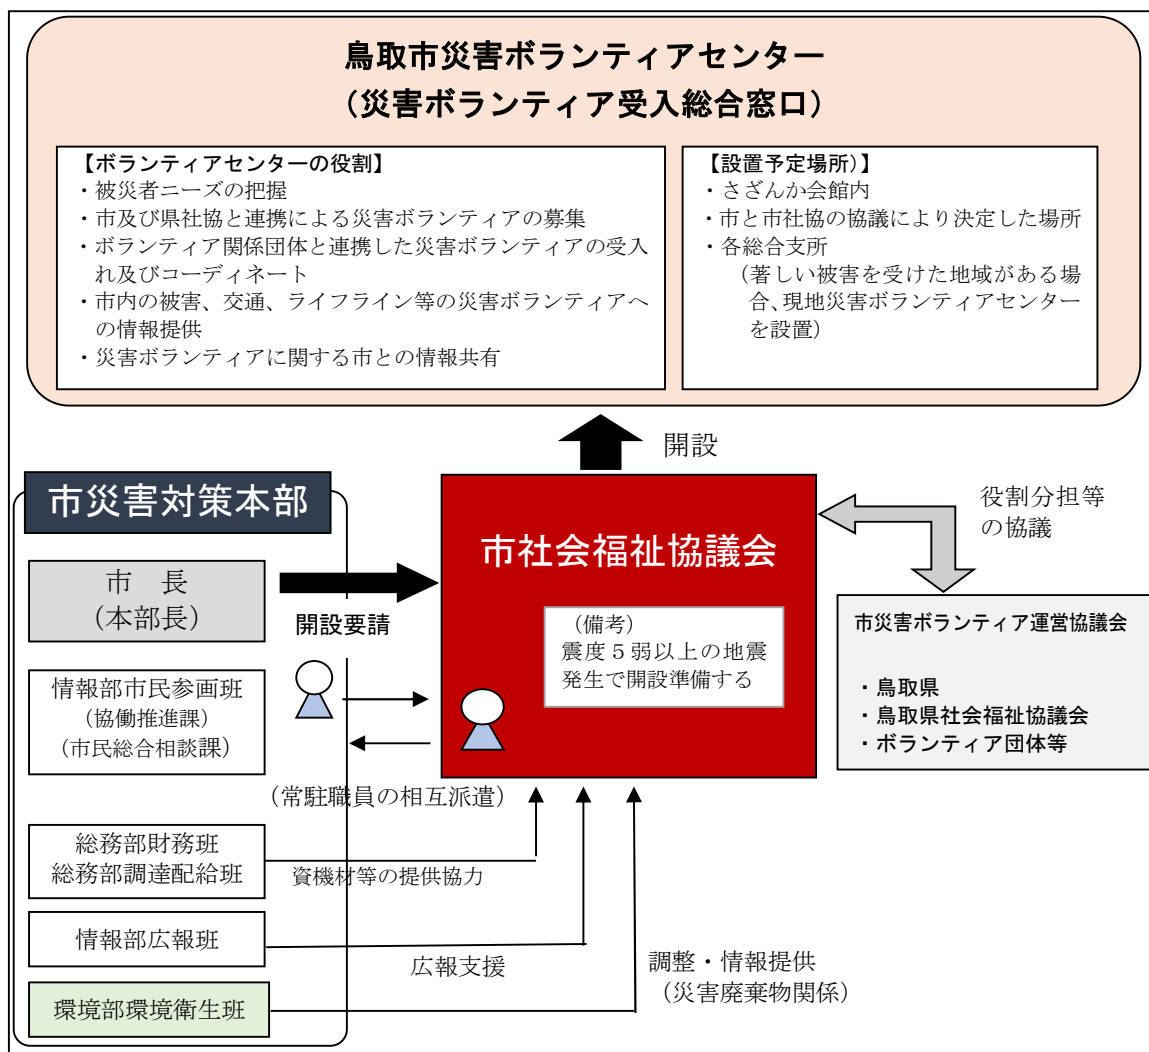 鳥取市災害ボランティアセンター
（災害ボランティア受入総合窓口）
【ボランティアセンターの役割】
・被災者ニーズの把握
・市及び県社協と連携による災害ボランティアの募集
・ボランティア関係団体と連携した災害ボランティアの受入
れ及びコーディネート
・市内の被害、交通、ライフライン等の災害ボランティアへ
の情報提供
・災害ボランティアに関する市との情報共有
【設置予定場所）】
・さざんか会館内
・市と市社協の協議により決定した場所
・各総合支所
（著しい被害を受けた地域がある場
合、現地災害ボランティアセンター
を設置）
開設
市災害対策本部
市　長
（本部長）
開設要請
市社会福祉協議会
（備考）
震度５弱以上の地震
発生で開設準備する
役割分担等
の協議
市災害ボランティア運営協議会
・鳥取県
・鳥取県社会福祉協議会
・ボランティア団体等
情報部市民参画班
（協働推進課）
（市民総合相談課）
（常駐職員の相互派遣）
総務部財務班
総務部調達配給班
資機材等の提供協力
情報部広報班
広報支援
調整・情報提供
（災害廃棄物関係）
環境部環境衛生班